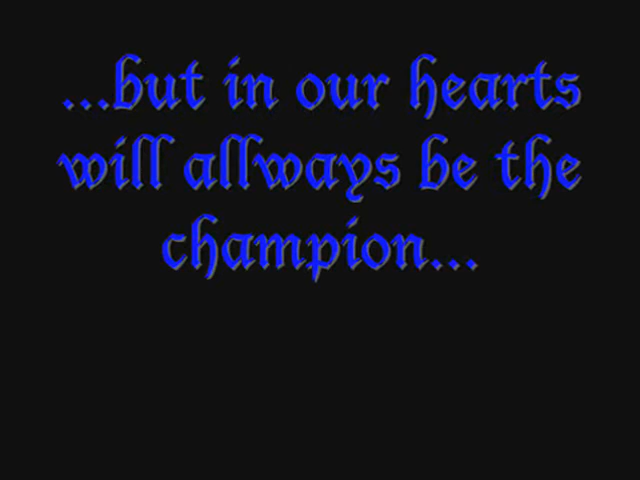 ...but in our hearts
will allways be the
champion...